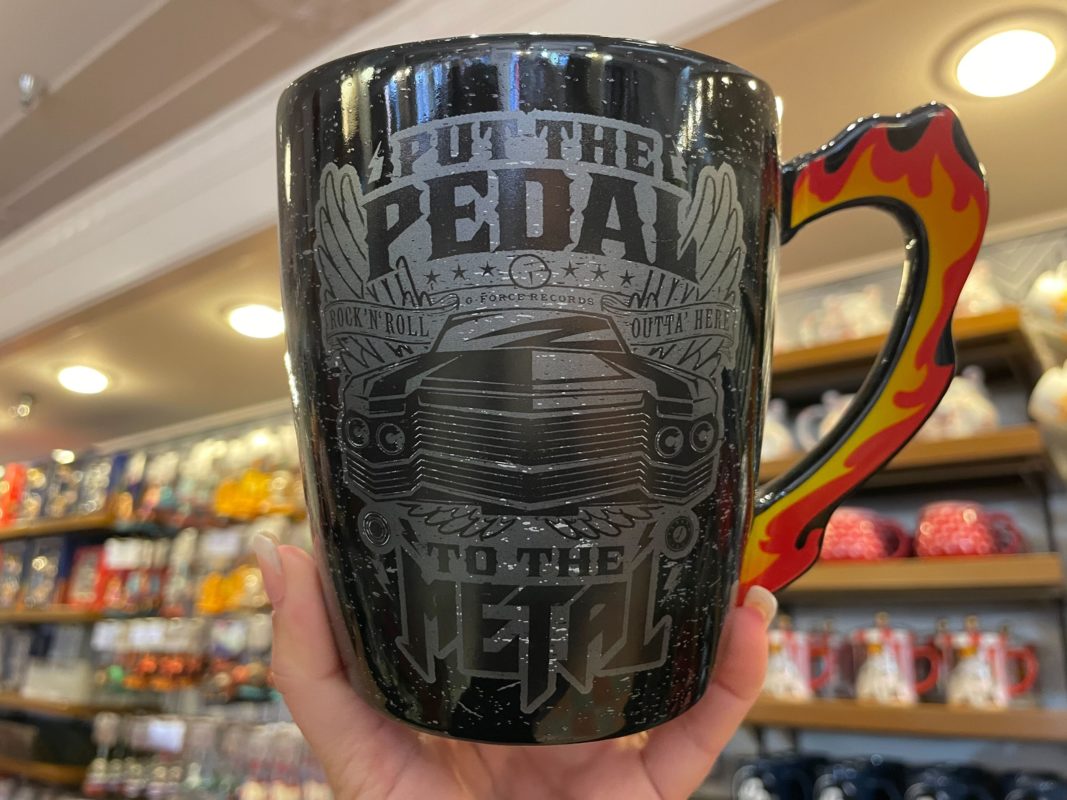 PUT THE
PEDAL
G-FORCE RECORDS
ROCK'N'ROLL
OUTTA' HERE
TO THE
METAL